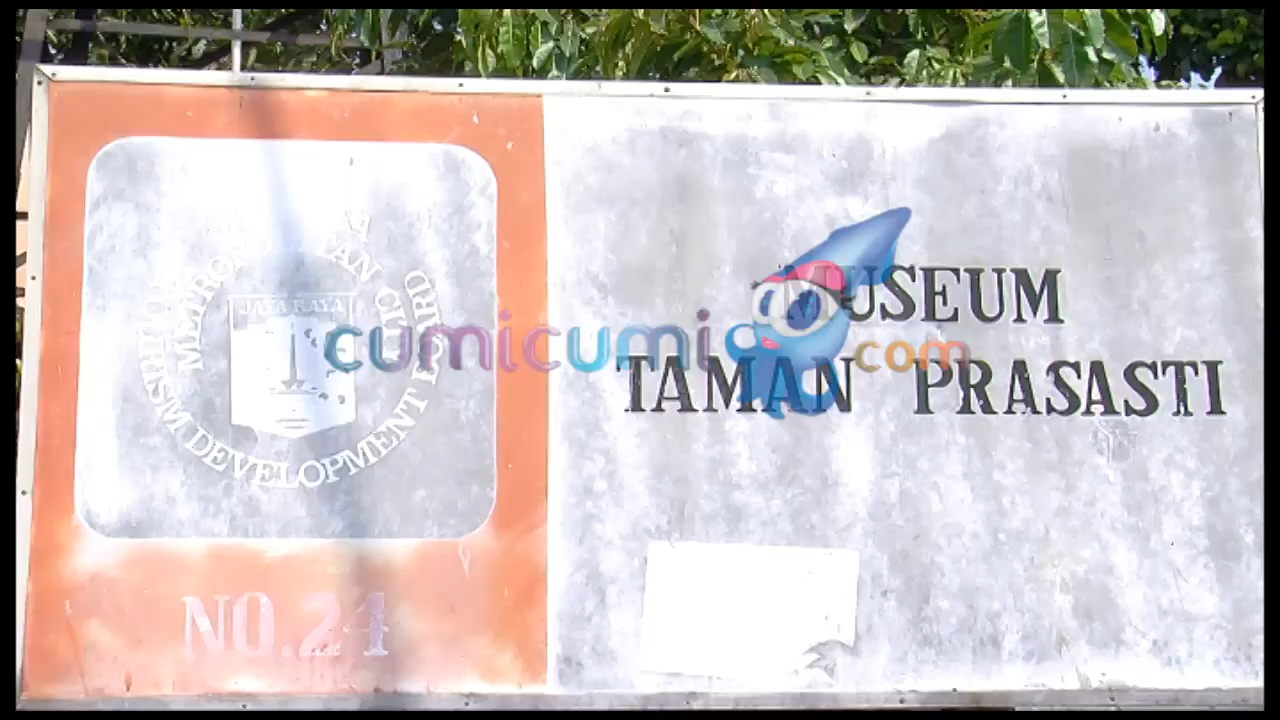 METROPOLITAN CITY
TOURISM DEVELOPMENT BOARD
JAYA RAYA
NO.24
MUSEUM
TAMAN PRASASTI
cumicumi.com